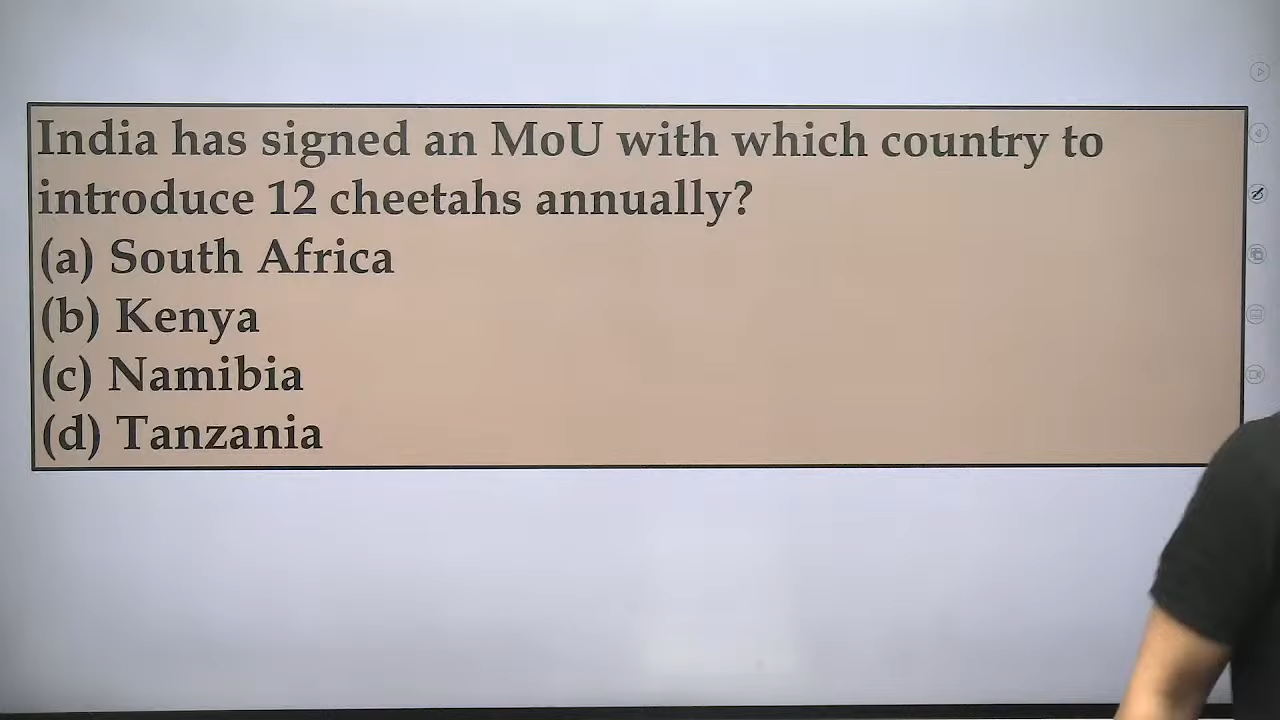 India has signed an MoU with which country to
introduce 12 cheetahs annually?
(a) South Africa
(b) Kenya
(c) Namibia
(d) Tanzania